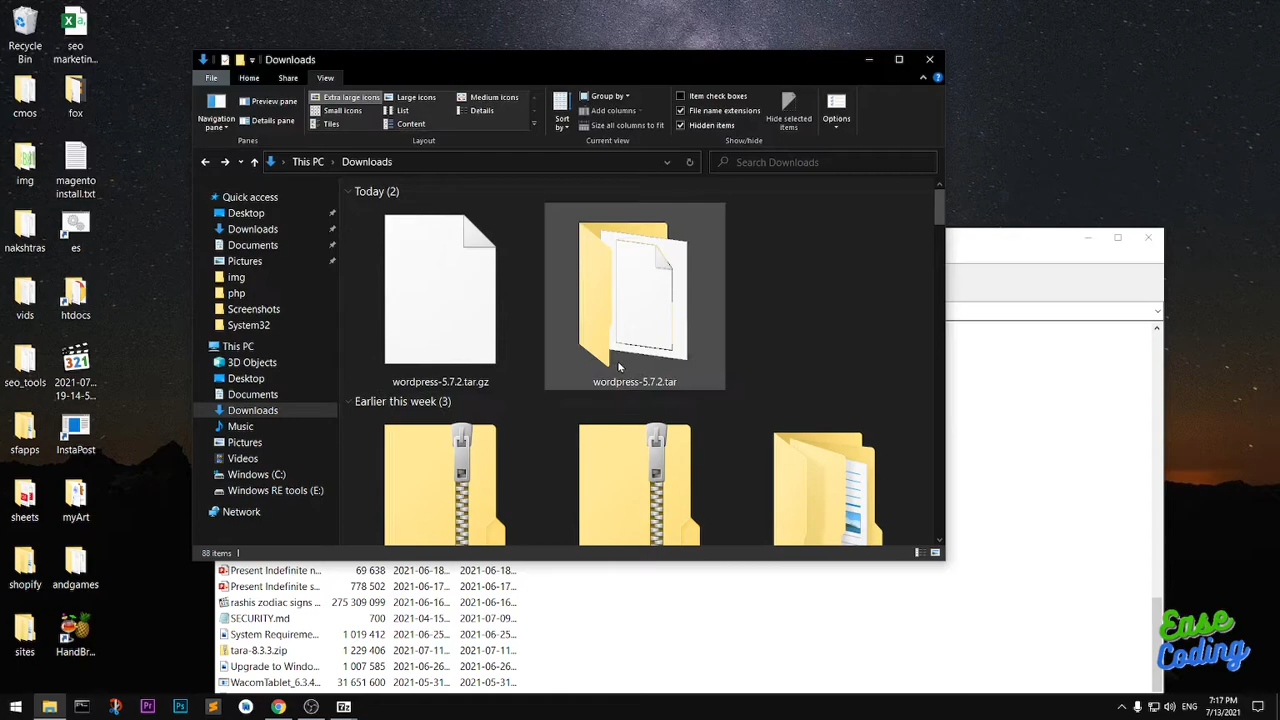 Recycle Bin
seo marketin...
cmos
fox
img
magento install.txt
nakshtras
es
vids
htdocs
seo_tools
2021-07... 19-14-5...
321
sfapps
InstaPost
sheets
myArt
shopify
andgames
sites
HandBr...
Downloads
File
Home
Share
View
Navigation pane
Preview pane
Details pane
Panes
Extra large icons
Large icons
Medium icons
Small icons
List
Details
Tiles
Content
Layout
Sort by
Group by
Add columns
Size all columns to fit
Current view
Item check boxes
File name extensions
Hidden items
Hide selected items
Show/hide
Options
This PC
Downloads
Search Downloads
Quick access
Desktop
Downloads
Documents
Pictures
img
php
Screenshots
System32
This PC
3D Objects
Desktop
Documents
Downloads
Music
Pictures
Videos
Windows (C:)
Windows RE tools (E:)
Network
Today (2)
wordpress-5.7.2.tar.gz
wordpress-5.7.2.tar
Earlier this week (3)
88 items
Present Indefinite n... 69 638 2021-06-18... 2021-06-18...
Present Indefinite s... 778 502 2021-06-17... 2021-06-17...
rashis zodiac signs ... 275 309 099 2021-06-16... 2021-06-16...
SECURITY.md 700 2021-04-15... 2021-07-09...
System Requireme... 1 019 412 2021-06-25... 2021-06-25...
tara-8.3.3.zip 1 229 406 2021-07-11... 2021-07-11...
Upgrade to Windo... 1 007 585 2021-06-26... 2021-06-26...
WacomTablet_6.3.4... 31 651 600 2021-05-31... 2021-05-31...
Ease
Coding
Pr
Ps
7z
ENG
7:17 PM
7/13/2021